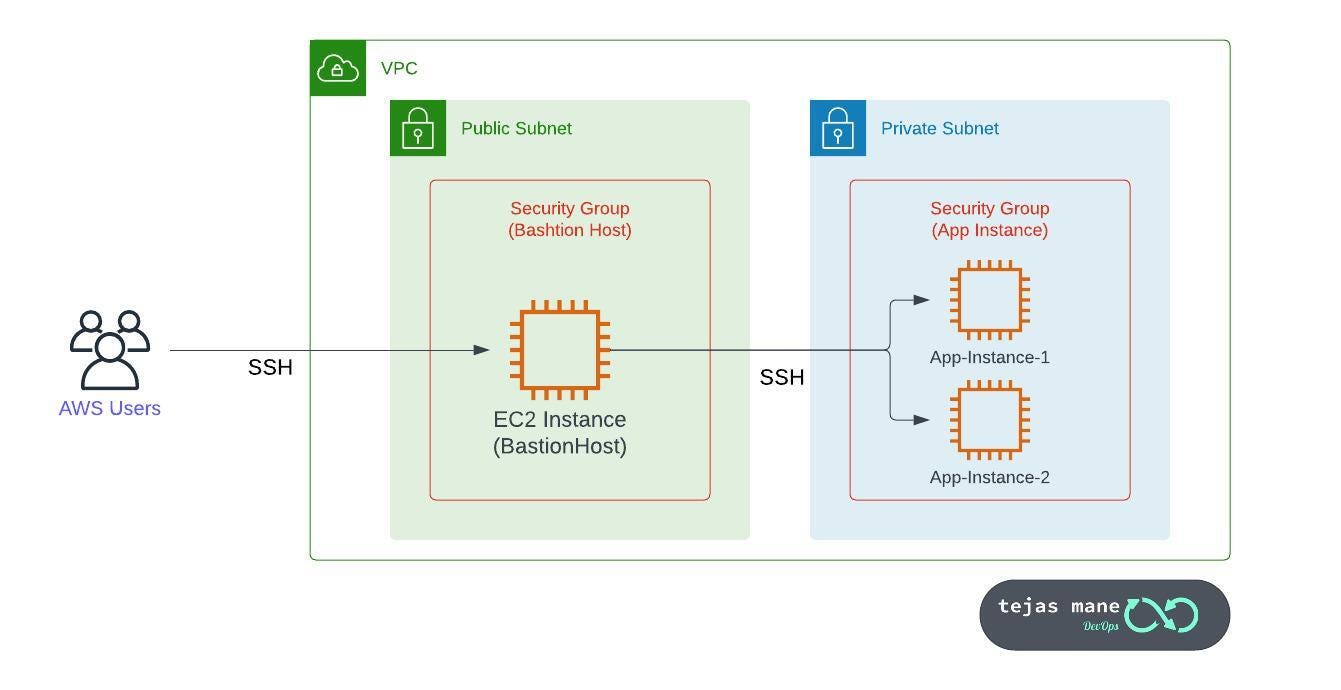 VPC
Public Subnet
Private Subnet
Security Group
(Bashtion Host)
Security Group
(App Instance)
SSH
AWS Users
EC2 Instance
(BastionHost)
SSH
App-Instance-1
App-Instance-2
tejas mane
DevOps